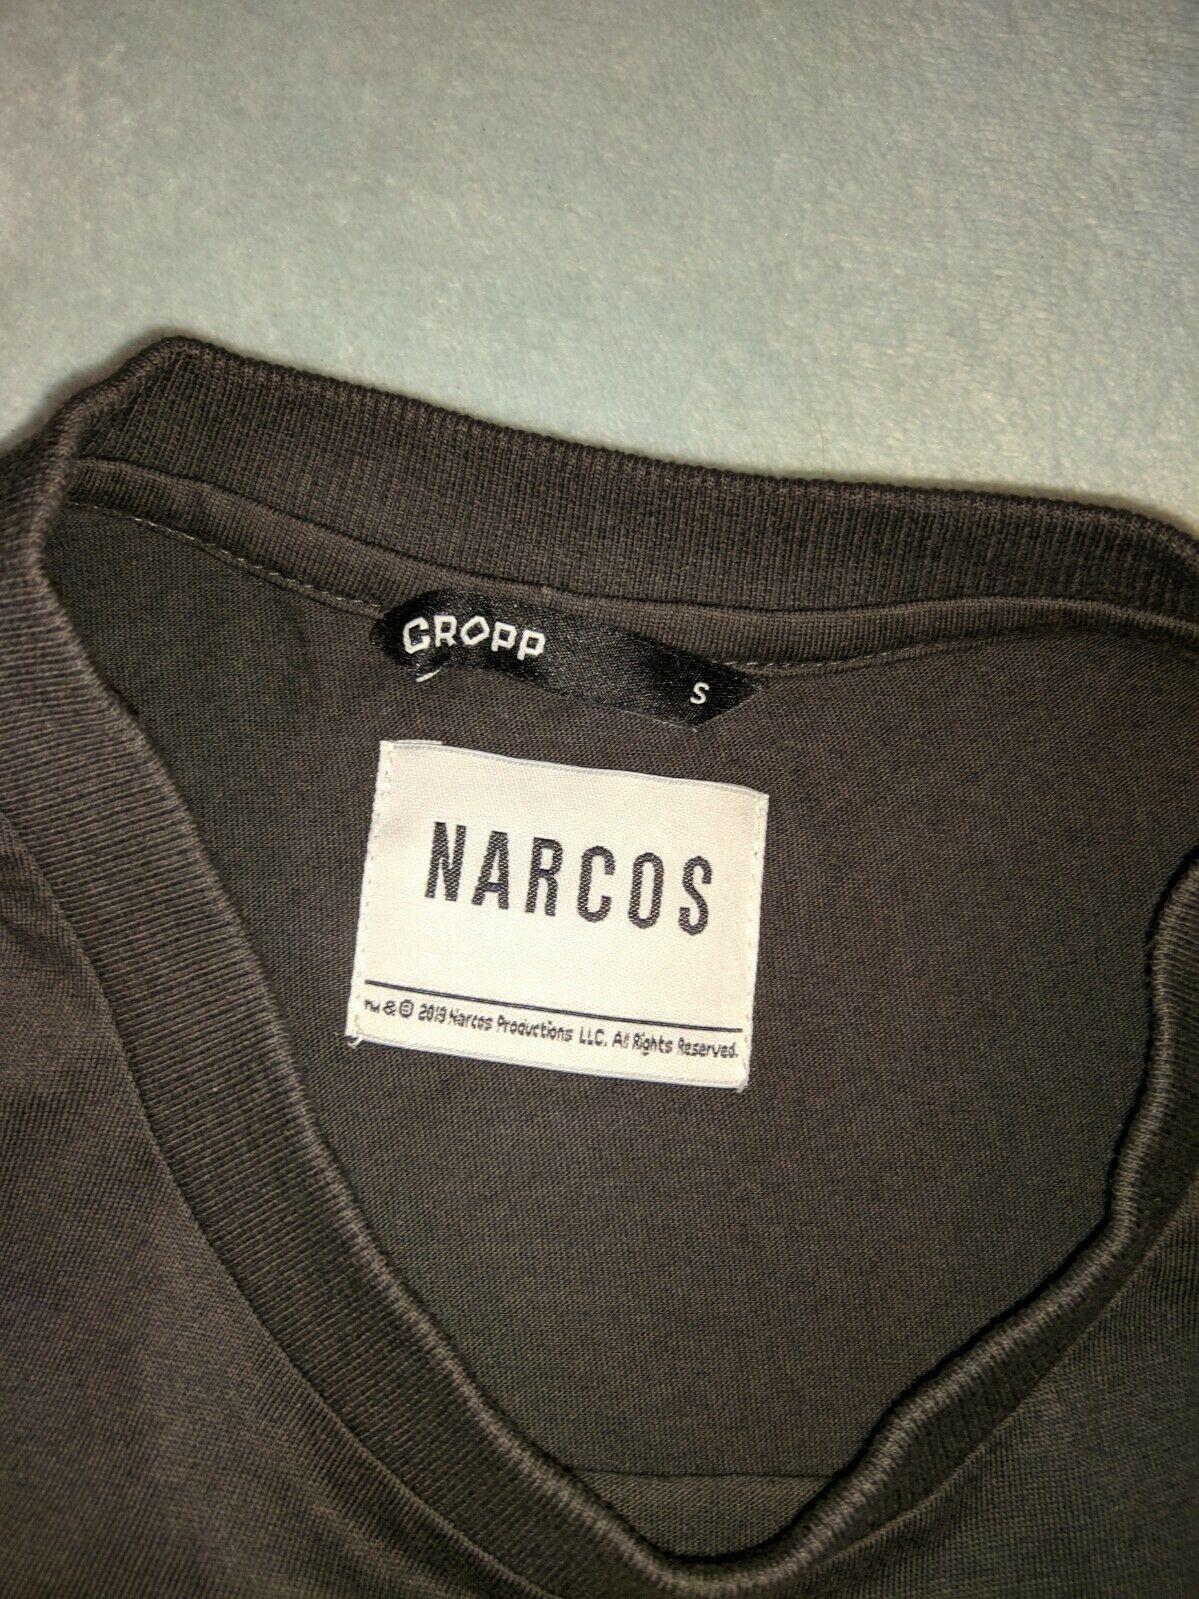 CROPP
S
NARCOS
™ & © 2019 Narcos Productions LLC. All Rights Reserved.